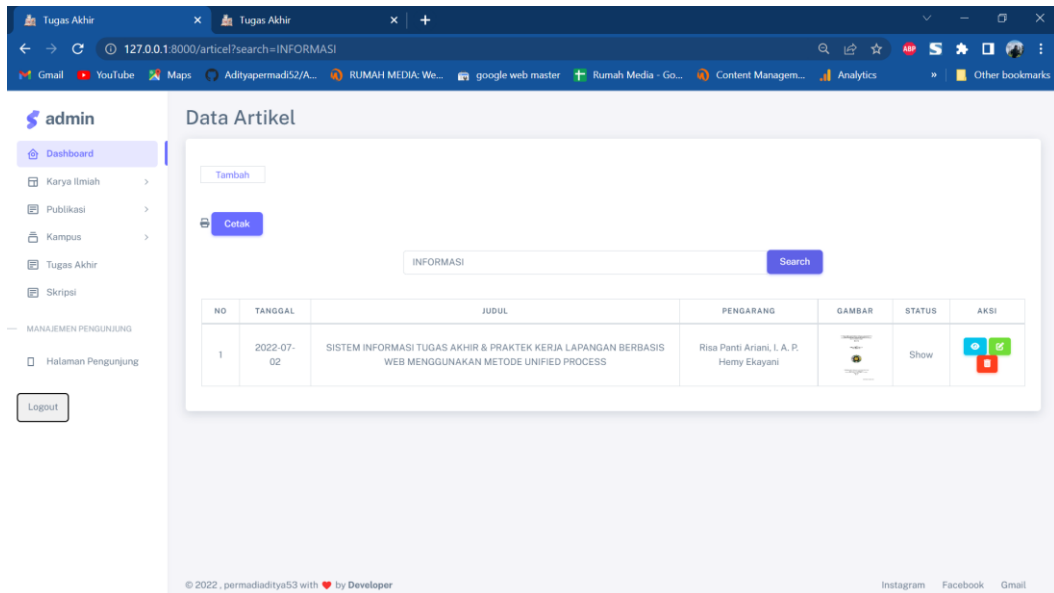 Tugas Akhir
Tugas Akhir
127.0.0.1:8000/articel?search=INFORMASI
ABP
Gmail
YouTube
Maps
Adityapermadi52/A...
RUMAH MEDIA: We...
google web master
Rumah Media - Go...
Content Managem...
Analytics
»
Other bookmarks
admin
Dashboard
Karya Ilmiah
Publikasi
Kampus
Tugas Akhir
Skripsi
MANAJEMEN PENGUNJUNG
Halaman Pengunjung
Logout
Data Artikel
Tambah
Cetak
INFORMASI
Search
NO TANGGAL JUDUL PENGARANG GAMBAR STATUS AKSI
1 2022-07- SISTEM INFORMASI TUGAS AKHIR & PRAKTEK KERJA LAPANGAN BERBASIS Risa Panti Ariani, I. A. P. Show
02 WEB MENGGUNAKAN METODE UNIFIED PROCESS Hemy Ekayani
© 2022 , permadiaditya53 with ❤ by Developer
Instagram Facebook Gmail